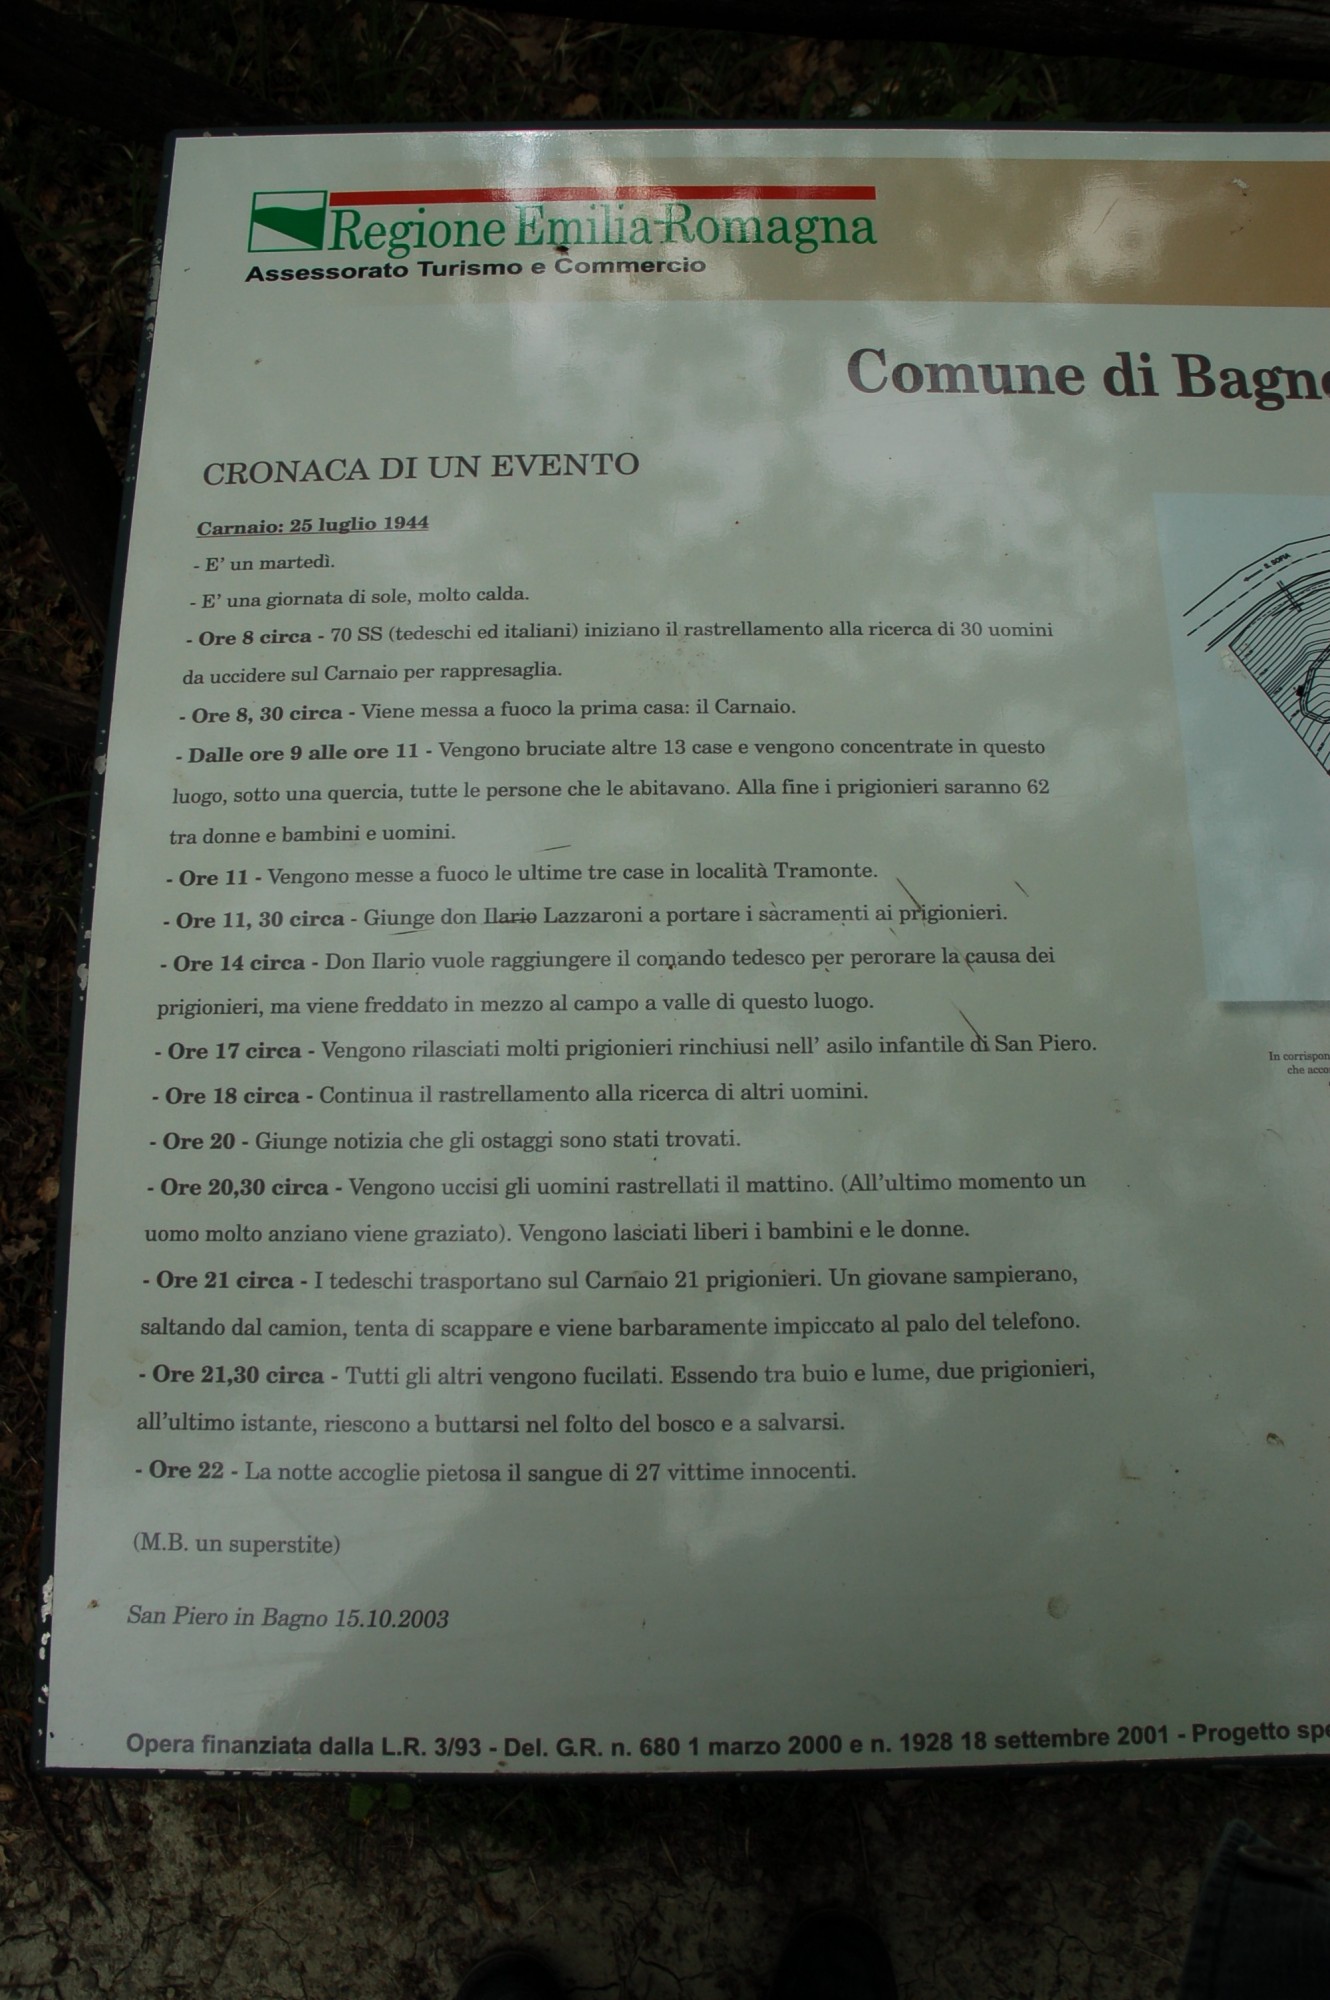 Regione Emilia-Romagna
Assessorato Turismo e Commercio
Comune di Bagno
CRONACA DI UN EVENTO
Carnaio: 25 luglio 1944
- E' un martedì.
- E' una giornata di sole, molto calda.
- Ore 8 circa - 70 SS (tedeschi ed italiani) iniziano il rastrellamento alla ricerca di 30 uomini
da uccidere sul Carnaio per rappresaglia.
- Ore 8, 30 circa - Viene messa a fuoco la prima casa: il Carnaio.
- Dalle ore 9 alle ore 11 - Vengono bruciate altre 13 case e vengono concentrate in questo
luogo, sotto una quercia, tutte le persone che le abitavano. Alla fine i prigionieri saranno 62
tra donne e bambini e uomini.
- Ore 11 - Vengono messe a fuoco le ultime tre case in località Tramonte.
- Ore 11, 30 circa - Giunge don Ilario Lazzaroni a portare i sacramenti ai prigionieri.
- Ore 14 circa - Don Ilario vuole raggiungere il comando tedesco per perorare la causa dei
prigionieri, ma viene freddato in mezzo al campo a valle di questo luogo.
- Ore 17 circa - Vengono rilasciati molti prigionieri rinchiusi nell' asilo infantile di San Piero.
- Ore 18 circa - Continua il rastrellamento alla ricerca di altri uomini.
- Ore 20 - Giunge notizia che gli ostaggi sono stati trovati.
- Ore 20,30 circa - Vengono uccisi gli uomini rastrellati il mattino. (All'ultimo momento un
uomo molto anziano viene graziato). Vengono lasciati liberi i bambini e le donne.
- Ore 21 circa - I tedeschi trasportano sul Carnaio 21 prigionieri. Un giovane sampierano,
saltando dal camion, tenta di scappare e viene barbaramente impiccato al palo del telefono.
- Ore 21,30 circa - Tutti gli altri vengono fucilati. Essendo tra buio e lume, due prigionieri,
all'ultimo istante, riescono a buttarsi nel folto del bosco e a salvarsi.
- Ore 22 - La notte accoglie pietosa il sangue di 27 vittime innocenti.
(M.B. un superstite)
San Piero in Bagno 15.10.2003
S. SOFIA
In corrispon
che acco
Opera finanziata dalla L.R. 3/93 - Del. G.R. n. 680 1 marzo 2000 e n. 1928 18 settembre 2001 - Progetto spe